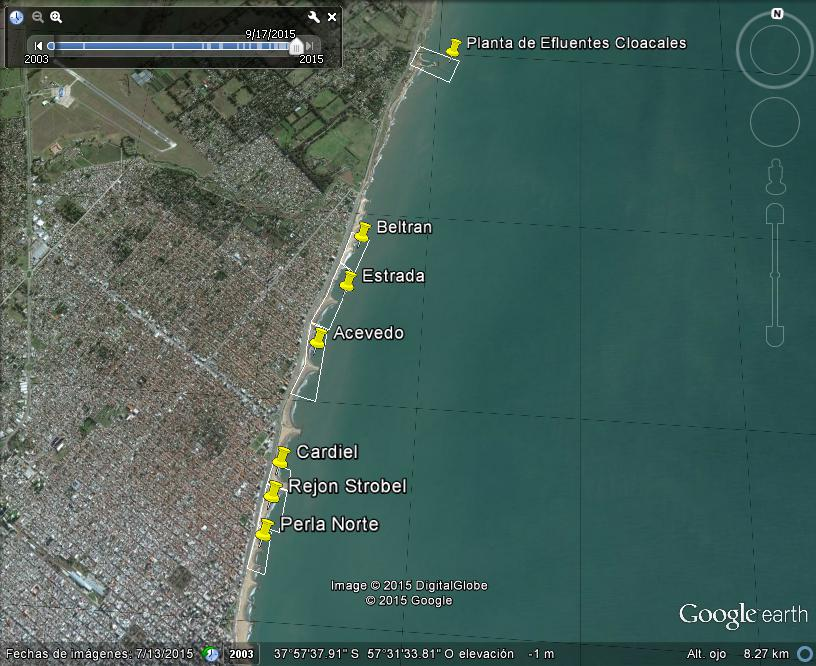 9/17/2015
2003
2015
N
Planta de Efluentes Cloacales
Beltran
Estrada
Acevedo
Cardiel
Rejon Strobel
Perla Norte
Image © 2015 DigitalGlobe
© 2015 Google
Google earth
Fechas de imágenes: 7/13/2015 2003 37°57'37.91" S 57°31'33.81" O elevación -1 m Alt. ojo 8.27 km